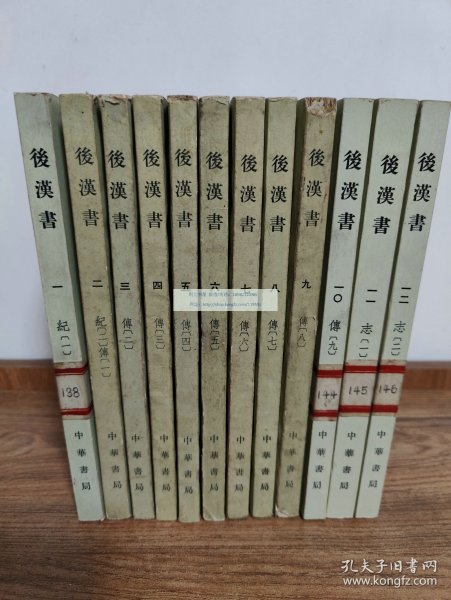 後漢書
一
紀〔一〕
138
中華書局
後漢書
二
紀〔二〕傳〔一〕
中華書局
後漢書
三
傳〔二〕
中華書局
後漢書
四
傳〔三〕
中華書局
後漢書
五
傳〔四〕
中華書局
後漢書
六
傳〔五〕
中華書局
後漢書
七
傳〔六〕
中華書局
後漢書
八
傳〔七〕
中華書局
後漢書
九
傳〔八〕
中華書局
後漢書
一〇
傳〔九〕
144
中華書局
後漢書
一一
志〔一〕
145
中華書局
後漢書
一二
志〔二〕
146
中華書局
孔夫子旧书网
www.kongfz.com